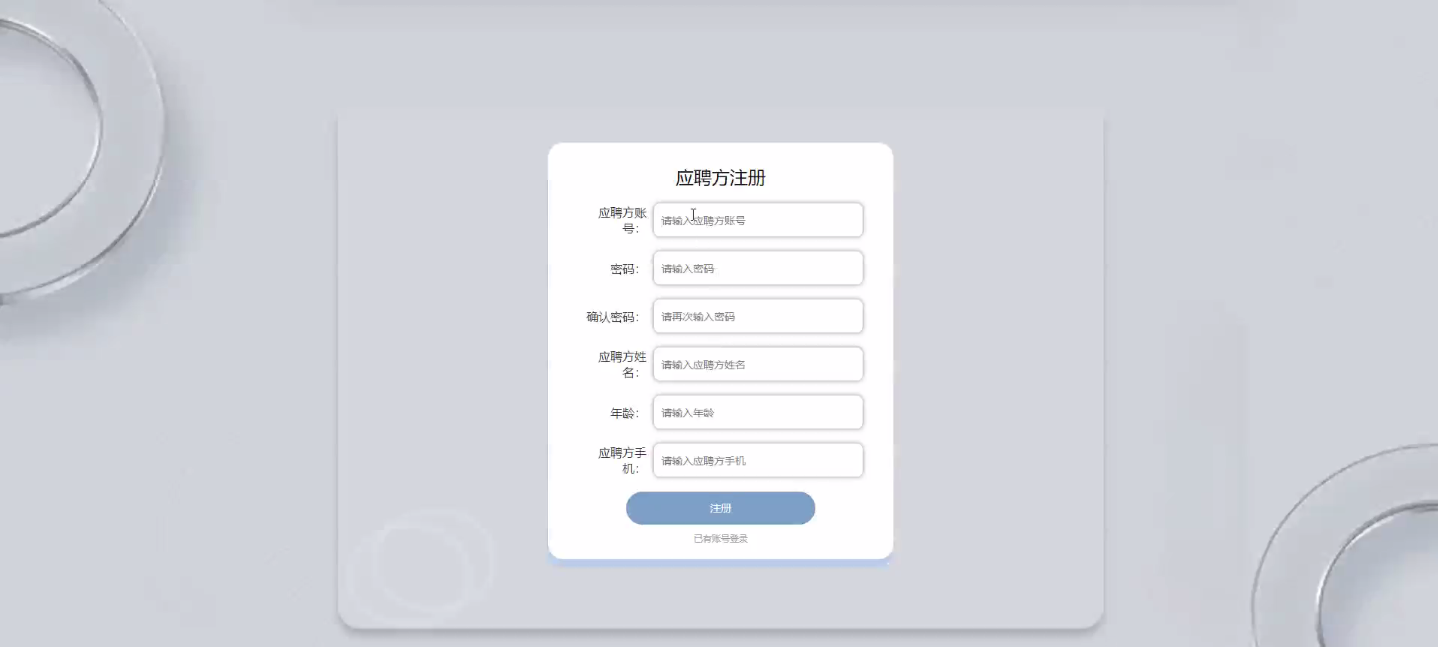 应聘方注册
应聘方账
号：
请输入应聘方账号
密码：
请输入密码
确认密码：
请再次输入密码
应聘方姓
名：
请输入应聘方姓名
年龄：
请输入年龄
应聘方手
机：
请输入应聘方手机
注册
已有账号登录